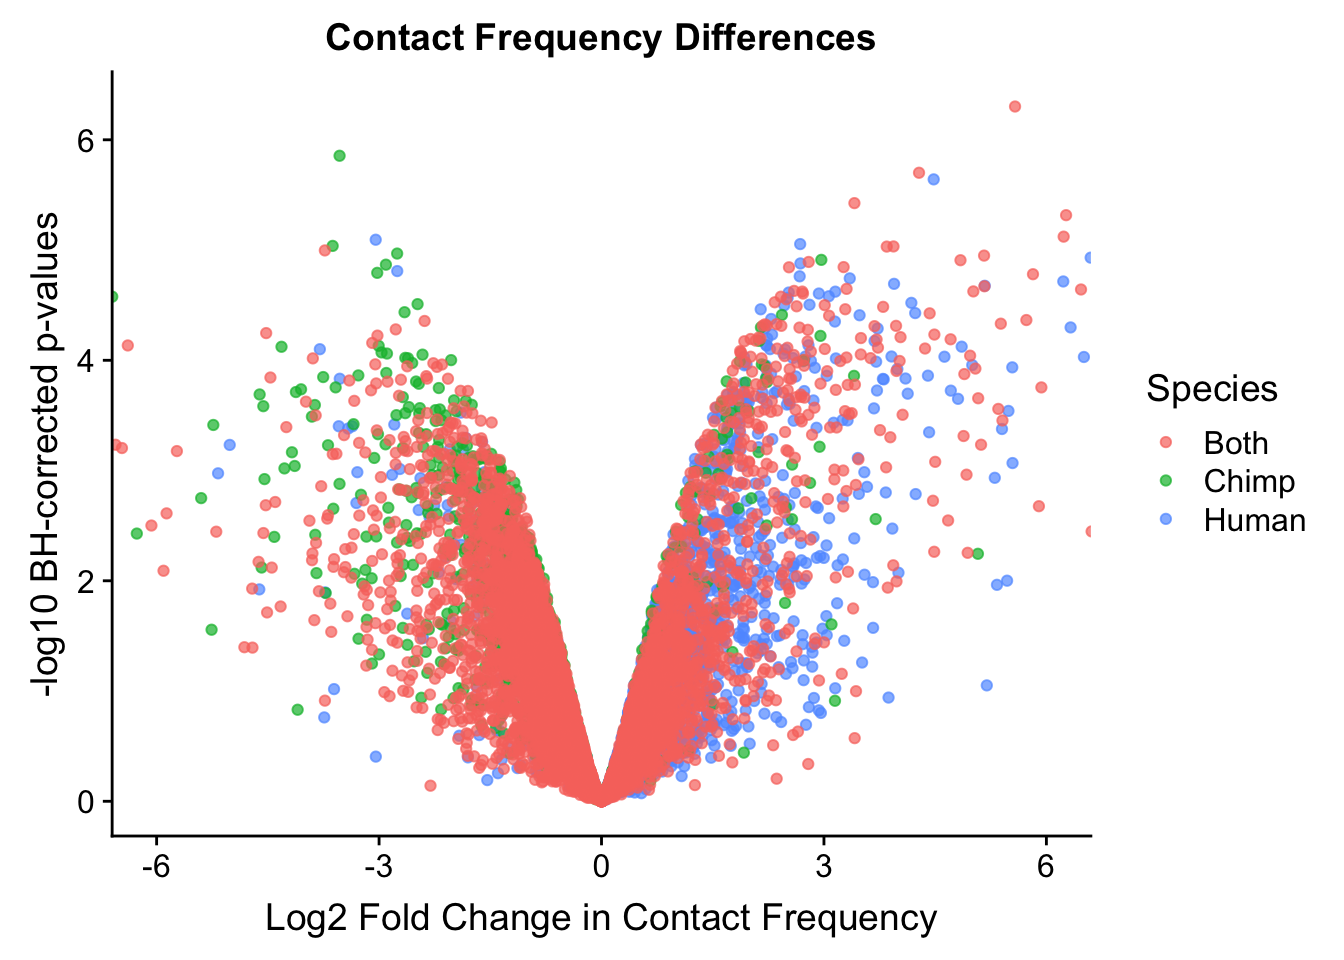 Contact Frequency Differences
-log10 BH-corrected p-values
6
4
2
0
-6
-3
0
3
6
Log2 Fold Change in Contact Frequency
Species
Both
Chimp
Human